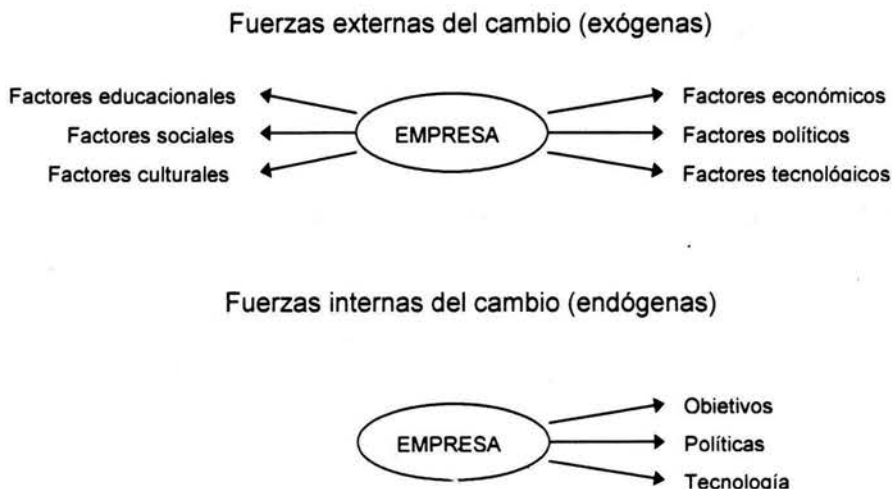 Fuerzas externas del cambio (exógenas)
Factores educacionales
Factores sociales
Factores culturales
EMPRESA
Factores económicos
Factores políticos
Factores tecnológicos
Fuerzas internas del cambio (endógenas)
EMPRESA
Objetivos
Políticas
Tecnología